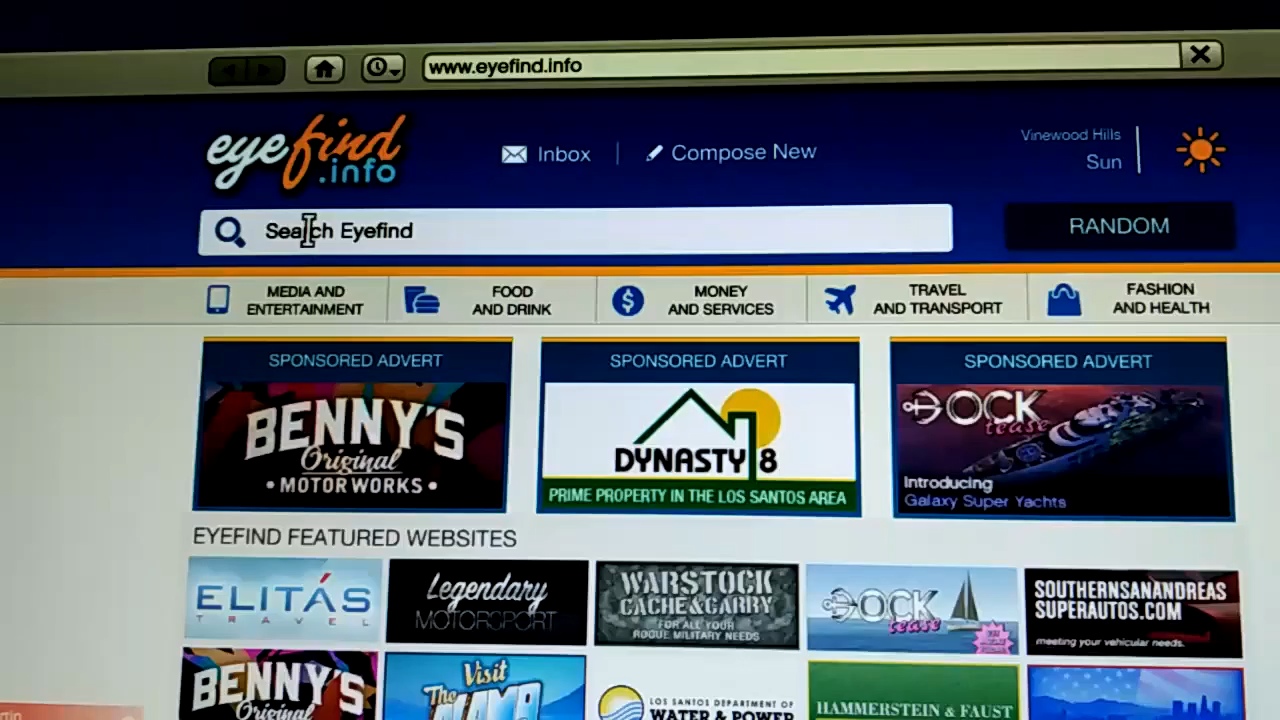 www.eyefind.info
eyefind
.info
Inbox
Compose New
Vinewood Hills
Sun
Search Eyefind
RANDOM
MEDIA AND
ENTERTAINMENT
FOOD
AND DRINK
MONEY
AND SERVICES
TRAVEL
AND TRANSPORT
FASHION
AND HEALTH
SPONSORED ADVERT
BENNY'S
Original
• MOTORWORKS •
SPONSORED ADVERT
DYNASTY 8
PRIME PROPERTY IN THE LOS SANTOS AREA
SPONSORED ADVERT
DOCK
tease
Introducing
Galaxy Super Yachts
EYEFIND FEATURED WEBSITES
ELITÁS
TRAVEL
Legendary
MOTORSPORT
WARSTOCK
CACHE&CARRY
FOR ALL YOUR
ROGUE MILITARY NEEDS
DOCK
tease
SOUTHERNSANANDREAS
SUPERAUTOS.COM
meeting your vehicular needs.
BENNY'S
Original
Visit
The
LOS SANTOS DEPARTMENT OF
WATER & POWER
HAMMERSTEIN & FAUST